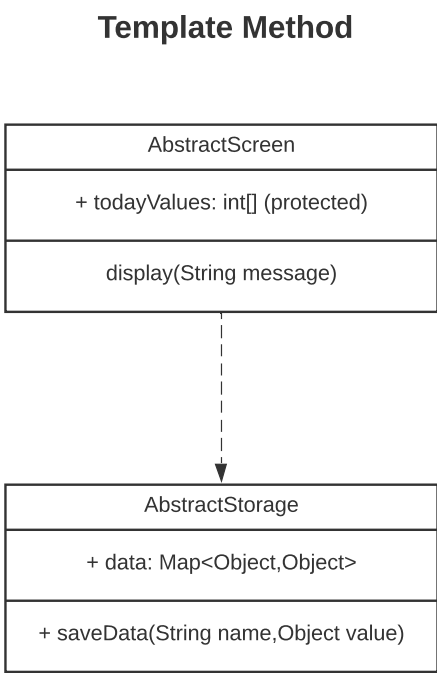 Template Method
AbstractScreen
+ todayValues: int[] (protected)
display(String message)
AbstractStorage
+ data: Map<Object,Object>
+ saveData(String name,Object value)